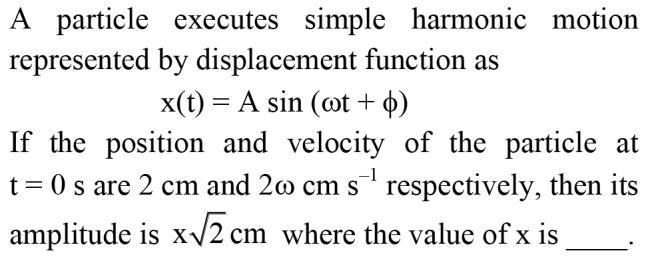 A particle executes simple harmonic motion
represented by displacement function as
x(t) = A sin (ωt + ϕ)
If the position and velocity of the particle at
t = 0 s are 2 cm and 2ω cm s⁻¹ respectively, then its
amplitude is x√2 cm where the value of x is ____.